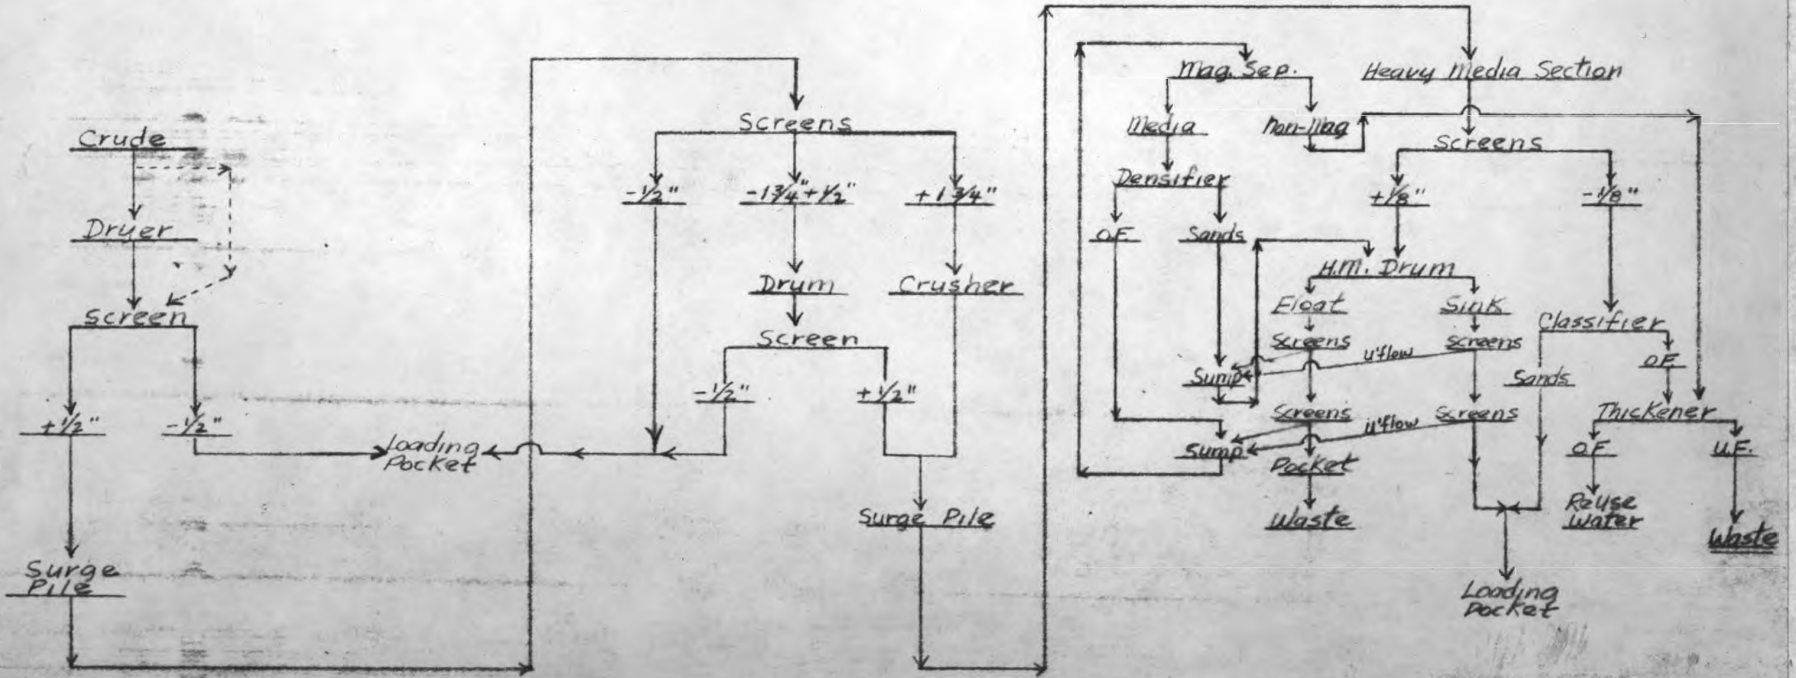 Crude
Dryer
Screen
+1/2"
-1/2"
Surge
Pile
Loading
Pocket
Screens
-1/2"
-1 3/4" + 1/2"
+1 3/4"
Drum
Crusher
Screen
-1/2"
+1/2"
Surge Pile
Heavy Media Section
Mag. Sep.
Media
Non-Mag
Densifier
O.F.
Sands
Screens
+1/8"
-1/8"
H.M. Drum
Float
Sink
Screens
Screens
U'flow
Sump
Screens
Screens
U'flow
Sump
Pocket
Waste
Classifier
Sands
O.F.
Thickener
O.F.
U.F.
Reuse
Water
Waste
Loading
Pocket